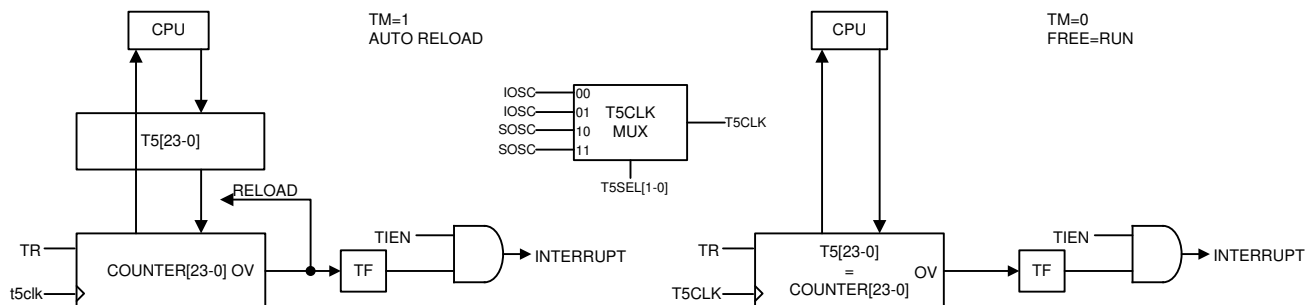 CPU
TM=1
AUTO RELOAD
T5[23-0]
RELOAD
TR
COUNTER[23-0] OV
t5clk
TF
TIEN
INTERRUPT
IOSC
00
IOSC
01
SOSC
10
SOSC
11
T5CLK
MUX
T5CLK
T5SEL[1-0]
CPU
TM=0
FREE=RUN
TR
T5[23-0]
=
COUNTER[23-0]
OV
T5CLK
TF
TIEN
INTERRUPT